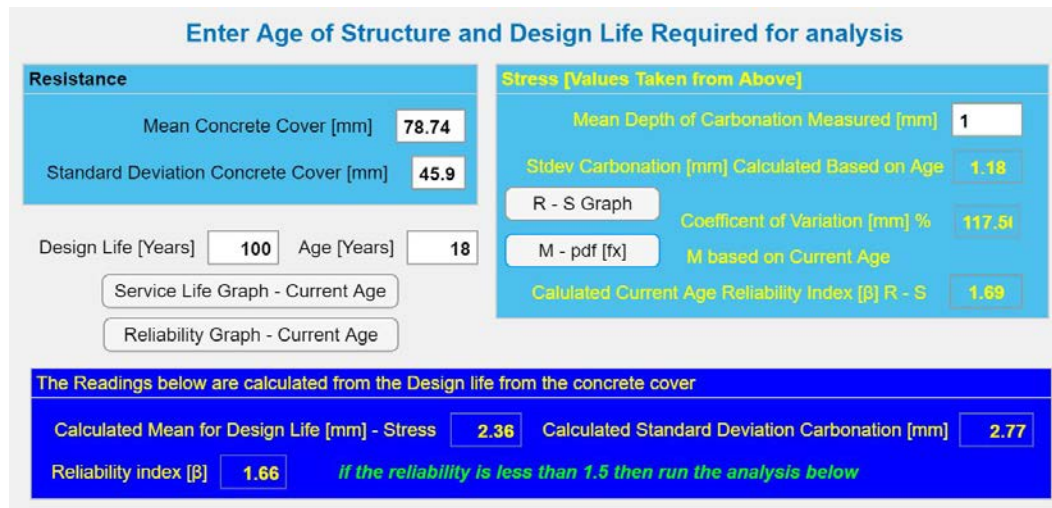 Enter Age of Structure and Design Life Required for analysis
Resistance
Mean Concrete Cover [mm] 78.74
Standard Deviation Concrete Cover [mm] 45.9
Design Life [Years] 100 Age [Years] 18
Service Life Graph - Current Age
Reliability Graph - Current Age
Stress [Values Taken from Above]
Mean Depth of Carbonation Measured [mm] 1
Stdev Carbonation [mm] Calculated Based on Age 1.18
R - S Graph
Coefficent of Variation [mm] % 117.5
M - pdf [fx]
M based on Current Age
Calulated Current Age Reliability Index [β] R - S 1.69
The Readings below are calculated from the Design life from the concrete cover
Calculated Mean for Design Life [mm] - Stress 2.36 Calculated Standard Deviation Carbonation [mm] 2.77
Reliability index [β] 1.66 if the reliability is less than 1.5 then run the analysis below